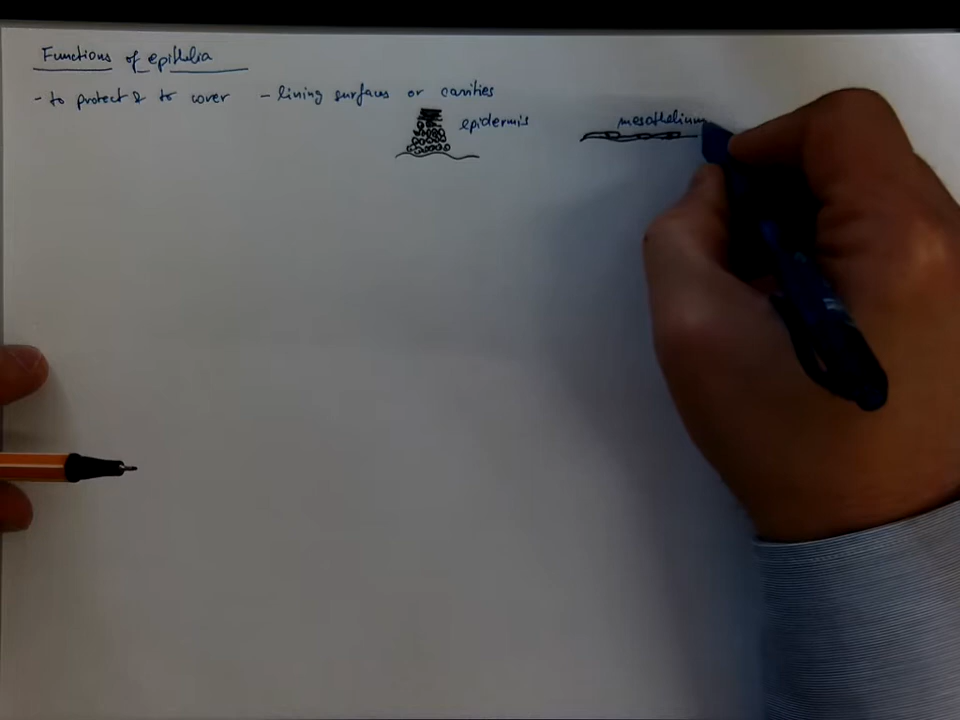 Functions of epithelia
- to protect & to cover - lining surfaces or cavities
epidermis mesothelium